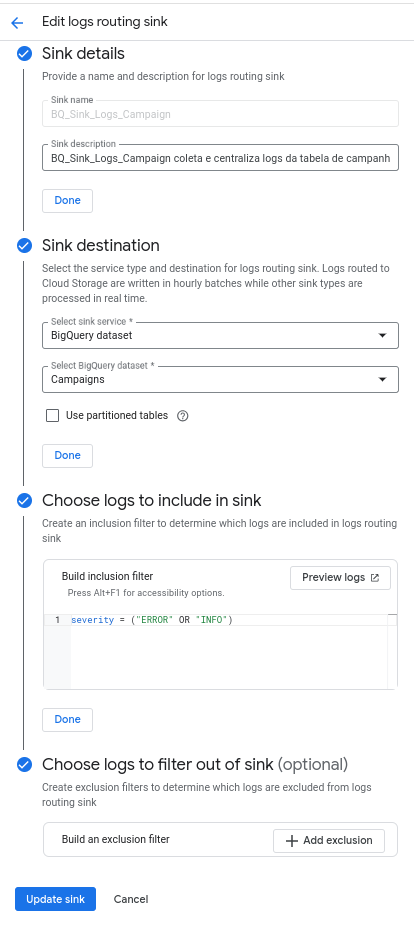 Edit logs routing sink
Sink details
Provide a name and description for logs routing sink
Sink name
BQ_Sink_Logs_Campaign
Sink description
BQ_Sink_Logs_Campaign coleta e centraliza logs da tabela de campanh
Done
Sink destination
Select the service type and destination for logs routing sink. Logs routed to
Cloud Storage are written in hourly batches while other sink types are
processed in real time.
Select sink service *
BigQuery dataset
Select BigQuery dataset *
Campaigns
Use partitioned tables
Done
Choose logs to include in sink
Create an inclusion filter to determine which logs are included in logs routing
sink
Build inclusion filter
Preview logs
Press Alt+F1 for accessibility options.
1 severity = ("ERROR" OR "INFO")
Done
Choose logs to filter out of sink (optional)
Create exclusion filters to determine which logs are excluded from logs
routing sink
Build an exclusion filter
Add exclusion
Update sink
Cancel